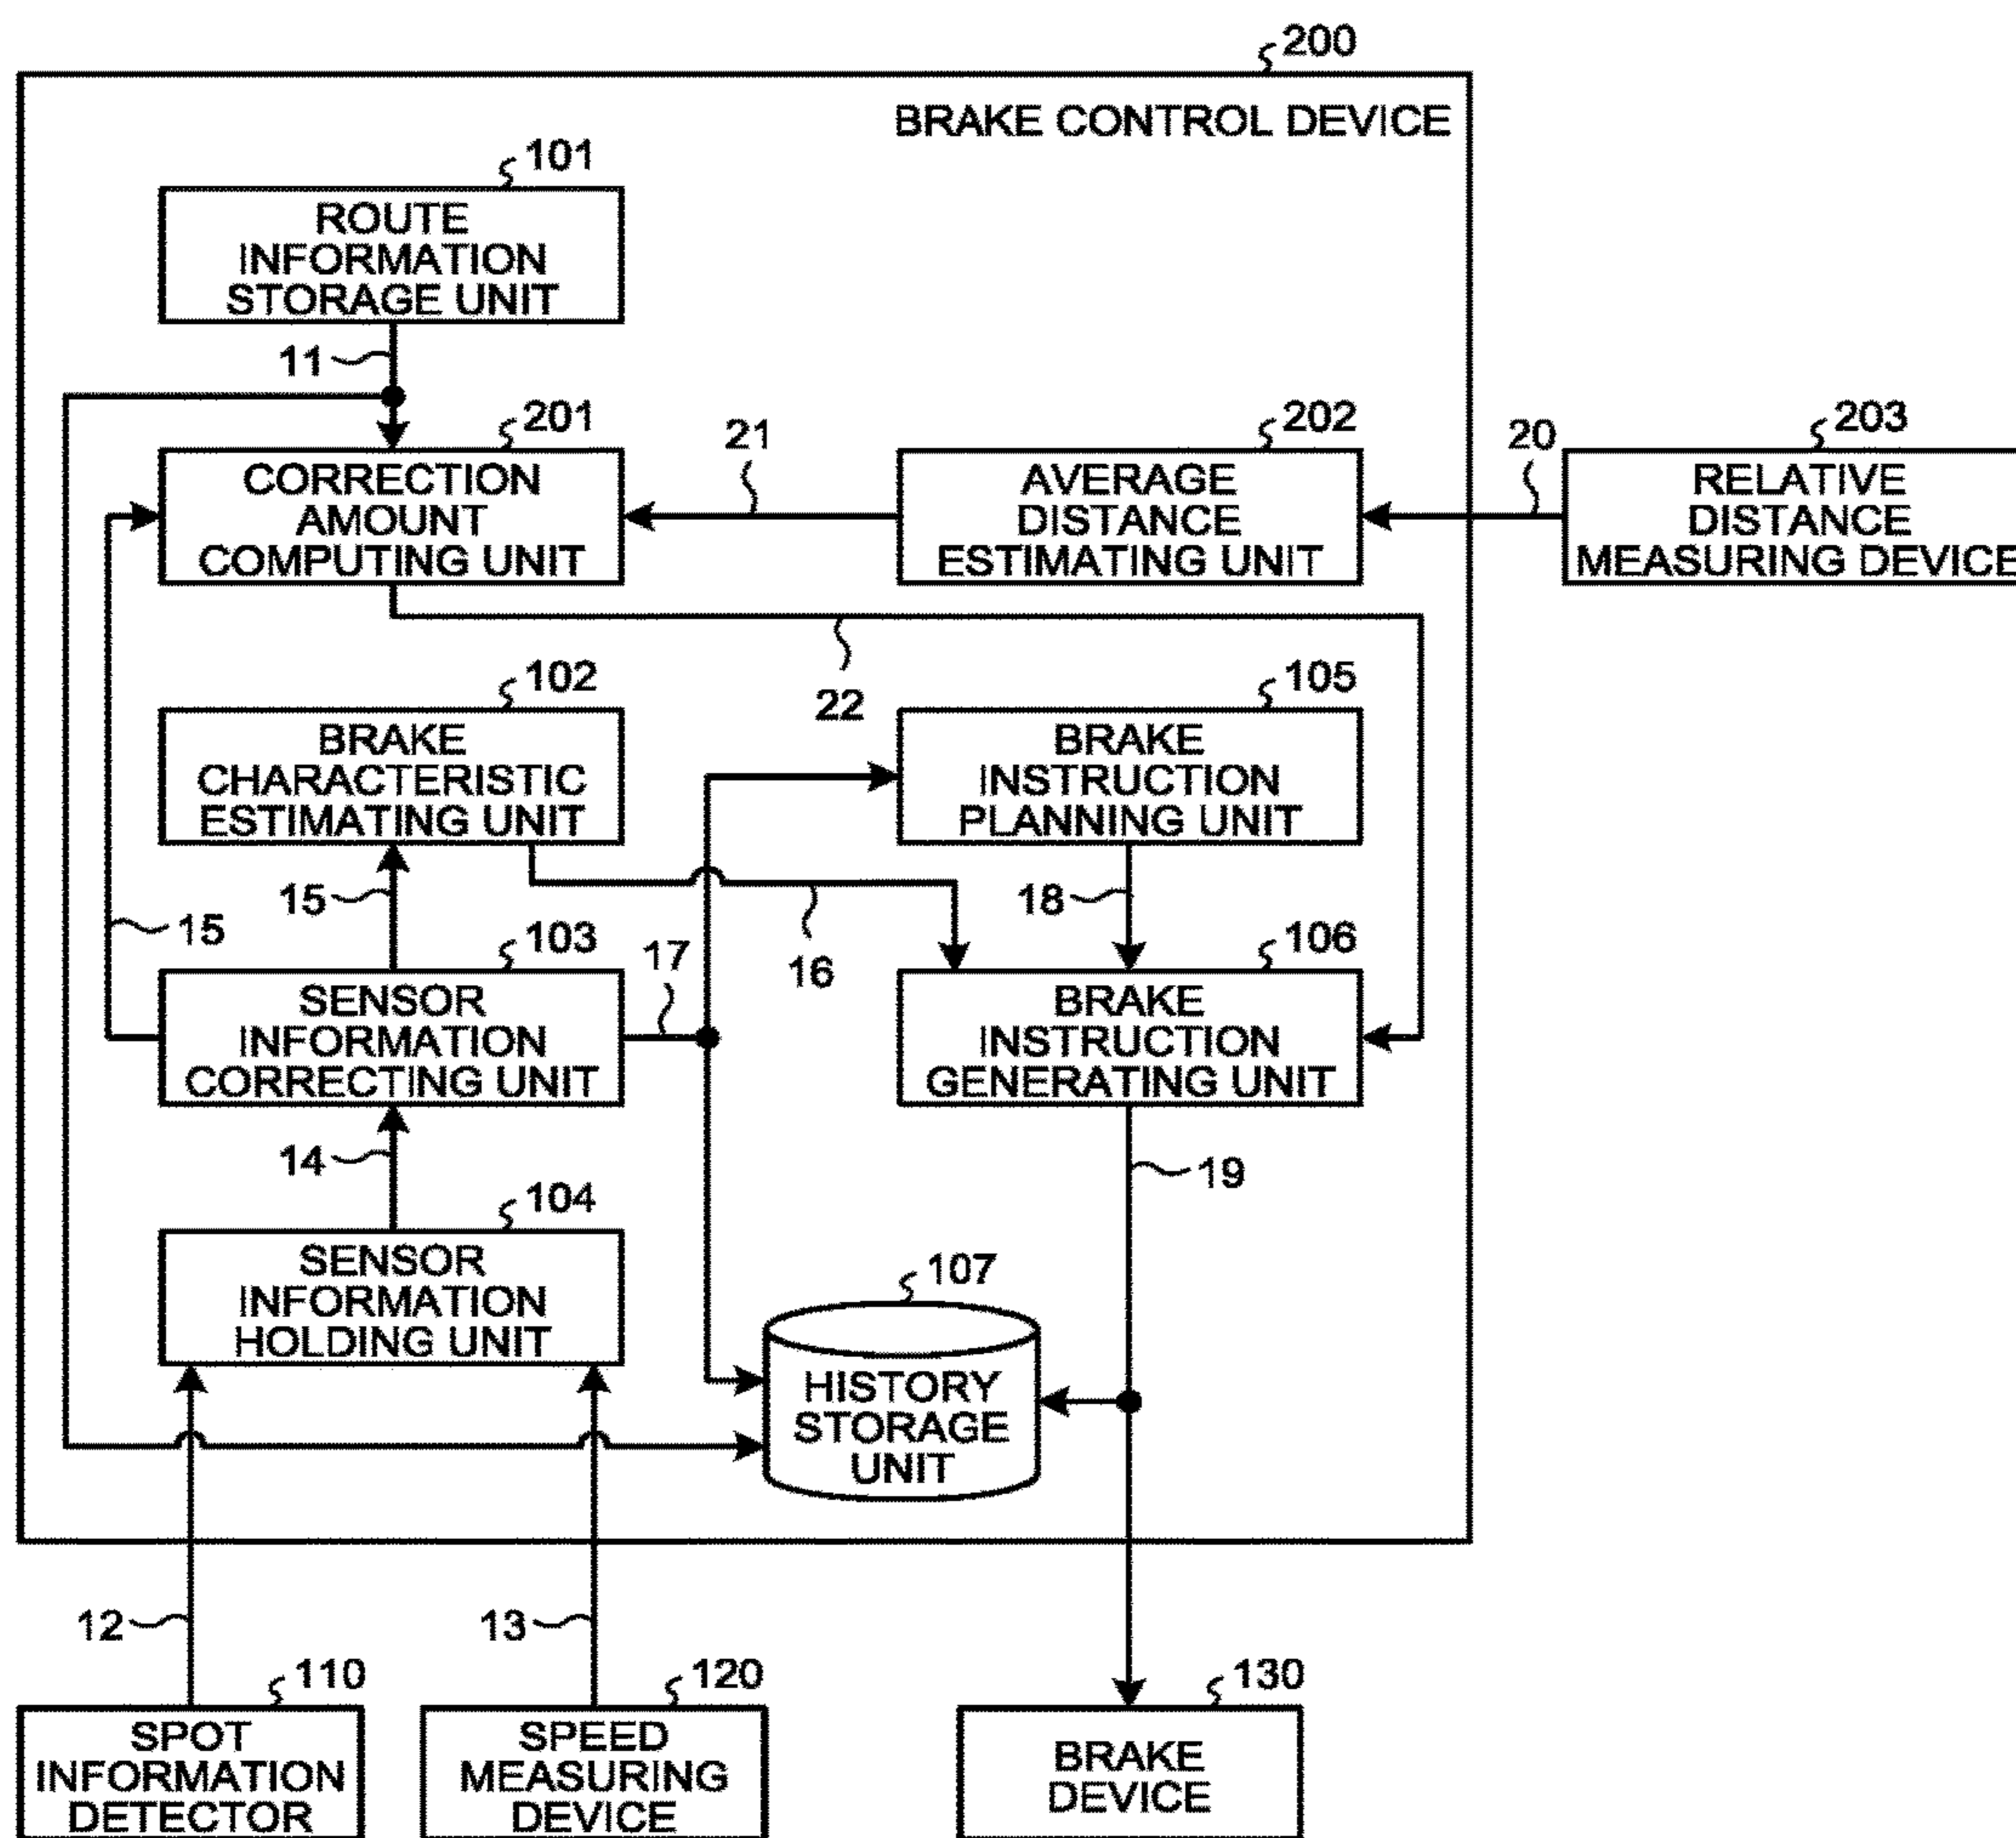 200
BRAKE CONTROL DEVICE
101
ROUTE
INFORMATION
STORAGE UNIT
11
201
CORRECTION
AMOUNT
COMPUTING UNIT
21
202
AVERAGE
DISTANCE
ESTIMATING UNIT
20
203
RELATIVE
DISTANCE
MEASURING DEVICE
22
102
BRAKE
CHARACTERISTIC
ESTIMATING UNIT
105
BRAKE
INSTRUCTION
PLANNING UNIT
15
15
16
18
103
SENSOR
INFORMATION
CORRECTING UNIT
17
106
BRAKE
INSTRUCTION
GENERATING UNIT
14
19
104
SENSOR
INFORMATION
HOLDING UNIT
107
HISTORY
STORAGE
UNIT
12
13
110
SPOT
INFORMATION
DETECTOR
120
SPEED
MEASURING
DEVICE
130
BRAKE
DEVICE